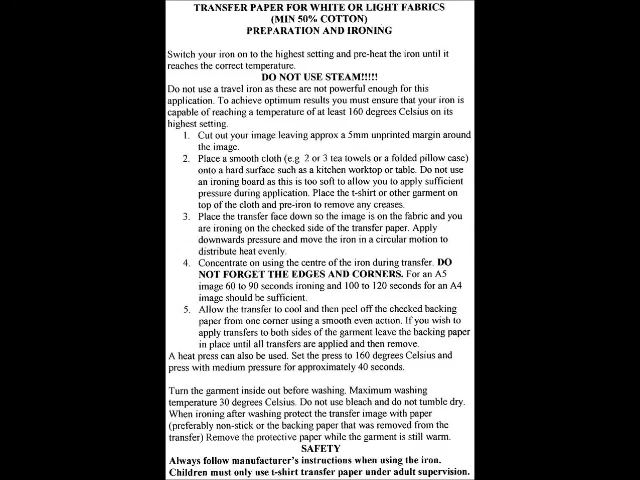 TRANSFER PAPER FOR WHITE OR LIGHT FABRICS
(MIN 50% COTTON)
PREPARATION AND IRONING
Switch your iron on to the highest setting and pre-heat the iron until it
reaches the correct temperature.
DO NOT USE STEAM!!!!!
Do not use a travel iron as these are not powerful enough for this
application. To achieve optimum results you must ensure that your iron is
capable of reaching a temperature of at least 160 degrees Celsius on its
highest setting.
1. Cut out your image leaving approx a 5mm unprinted margin around
the image.
2. Place a smooth cloth (e.g 2 or 3 tea towels or a folded pillow case)
onto a hard surface such as a kitchen worktop or table. Do not use
an ironing board as this is too soft to allow you to apply sufficient
pressure during application. Place the t-shirt or other garment on
top of the cloth and pre-iron to remove any creases.
3. Place the transfer face down so the image is on the fabric and you
are ironing on the checked side of the transfer paper. Apply
downwards pressure and move the iron in a circular motion to
distribute heat evenly.
4. Concentrate on using the centre of the iron during transfer. DO
NOT FORGET THE EDGES AND CORNERS. For an A5
image 60 to 90 seconds ironing and 100 to 120 seconds for an A4
image should be sufficient.
5. Allow the transfer to cool and then peel off the checked backing
paper from one corner using a smooth even action. If you wish to
apply transfers to both sides of the garment leave the backing paper
in place until all transfers are applied and then remove.
A heat press can also be used. Set the press to 160 degrees Celsius and
press with medium pressure for approximately 40 seconds.
Turn the garment inside out before washing. Maximum washing
temperature 30 degrees Celsius. Do not use bleach and do not tumble dry.
When ironing after washing protect the transfer image with paper
(preferably non-stick or the backing paper that was removed from the
transfer) Remove the protective paper while the garment is still warm.
SAFETY
Always follow manufacturer's instructions when using the iron.
Children must only use t-shirt transfer paper under adult supervision.